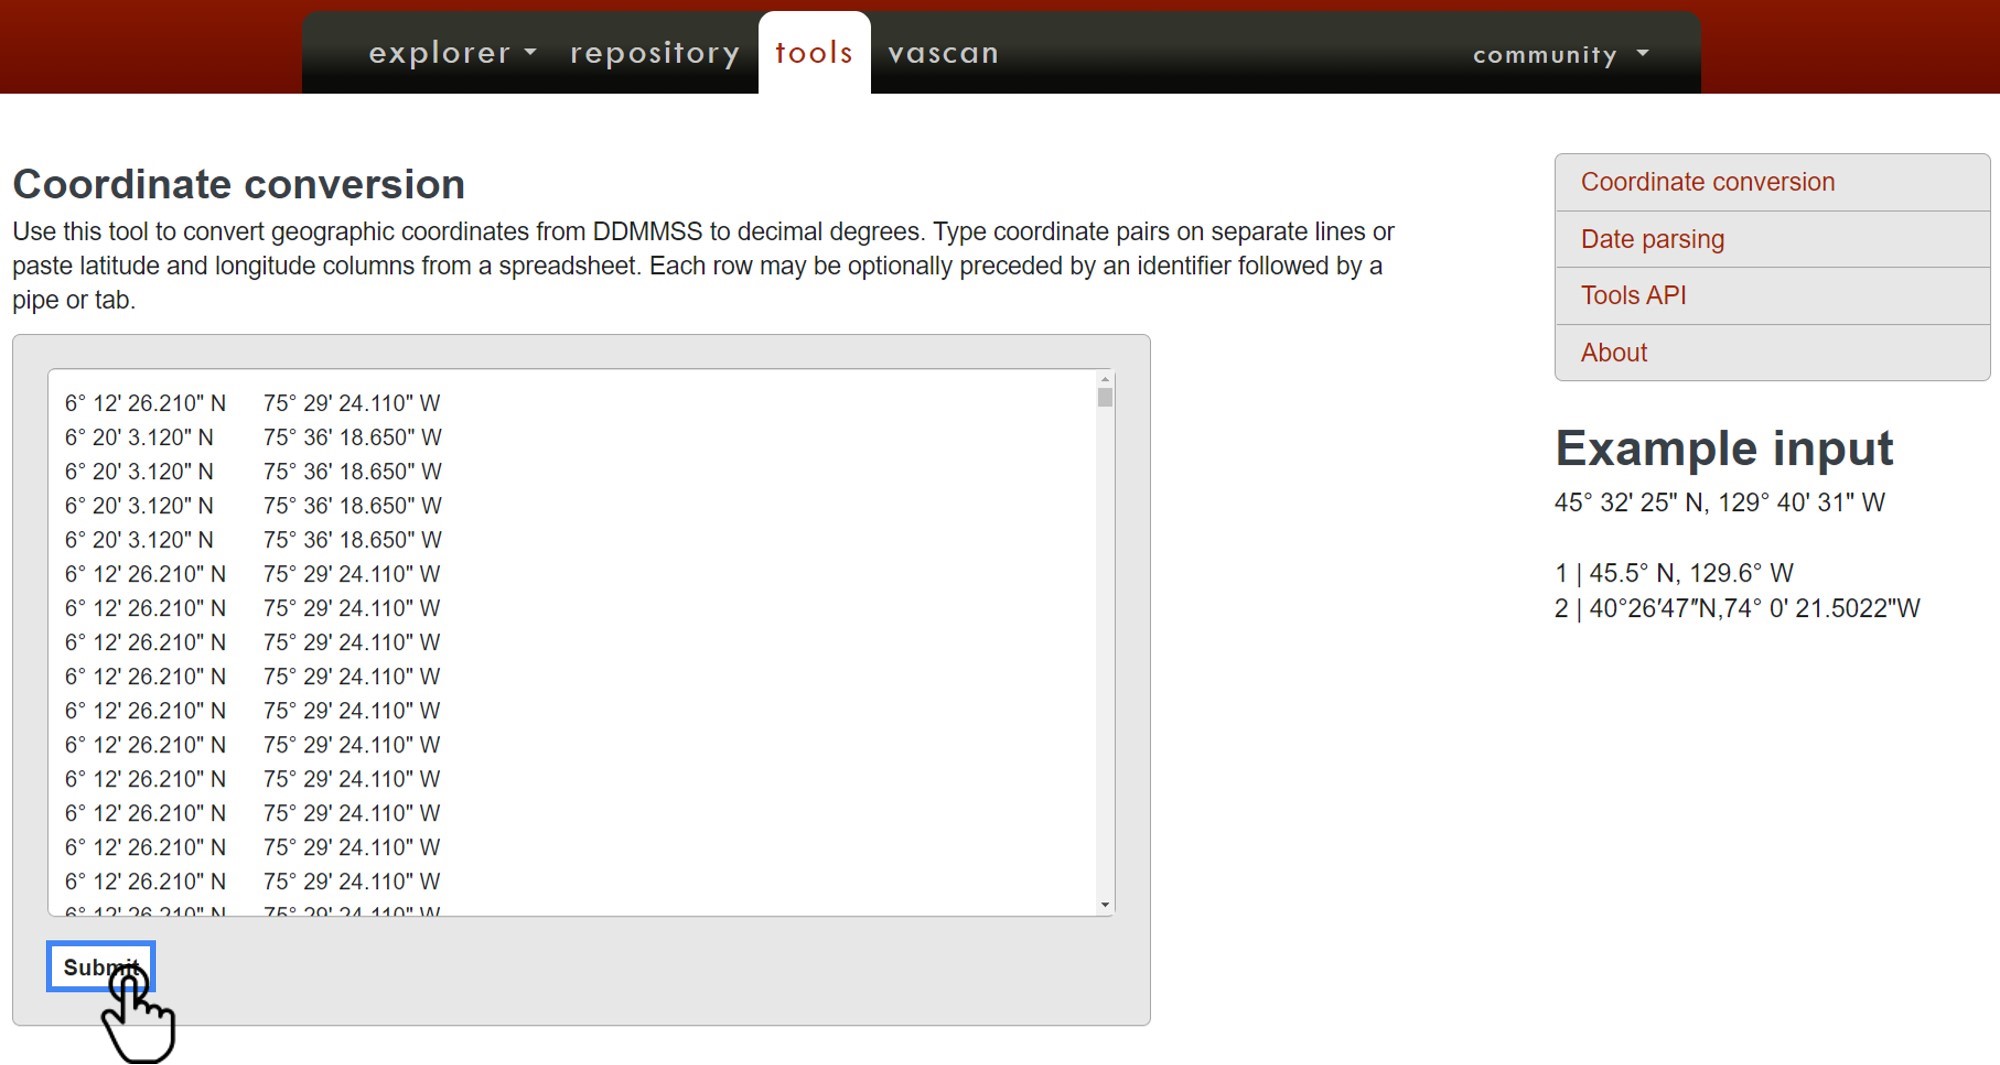 explorer repository tools vascan community
Coordinate conversion
Use this tool to convert geographic coordinates from DDMMSS to decimal degrees. Type coordinate pairs on separate lines or
paste latitude and longitude columns from a spreadsheet. Each row may be optionally preceded by an identifier followed by a
pipe or tab.
6° 12' 26.210" N 75° 29' 24.110" W
6° 20' 3.120" N 75° 36' 18.650" W
6° 20' 3.120" N 75° 36' 18.650" W
6° 20' 3.120" N 75° 36' 18.650" W
6° 20' 3.120" N 75° 36' 18.650" W
6° 12' 26.210" N 75° 29' 24.110" W
6° 12' 26.210" N 75° 29' 24.110" W
6° 12' 26.210" N 75° 29' 24.110" W
6° 12' 26.210" N 75° 29' 24.110" W
6° 12' 26.210" N 75° 29' 24.110" W
6° 12' 26.210" N 75° 29' 24.110" W
6° 12' 26.210" N 75° 29' 24.110" W
6° 12' 26.210" N 75° 29' 24.110" W
6° 12' 26.210" N 75° 29' 24.110" W
6° 12' 26.210" N 75° 29' 24.110" W
6° 12' 26.210" N 75° 29' 24.110" W
Submit
Coordinate conversion
Date parsing
Tools API
About
Example input
45° 32' 25" N, 129° 40' 31" W
1 | 45.5° N, 129.6° W
2 | 40°26′47″N,74° 0' 21.5022"W